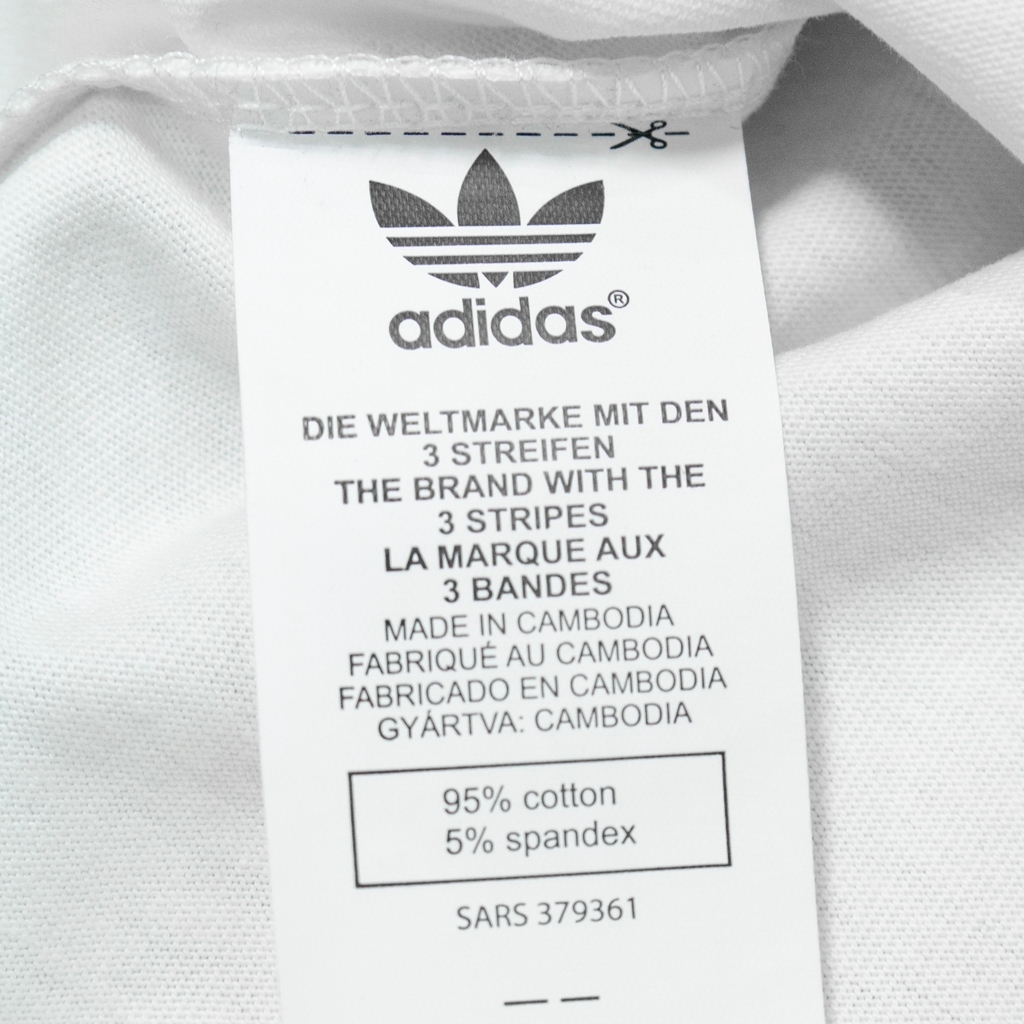 adidas®
DIE WELTMARKE MIT DEN
3 STREIFEN
THE BRAND WITH THE
3 STRIPES
LA MARQUE AUX
3 BANDES
MADE IN CAMBODIA
FABRIQUÉ AU CAMBODIA
FABRICADO EN CAMBODIA
GYÁRTVA: CAMBODIA
95% cotton
5% spandex
SARS 379361